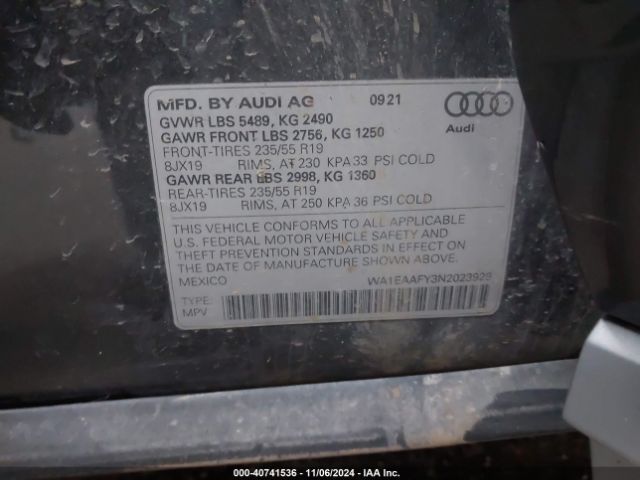 MFD. BY AUDI AG 09 21
GVWR LBS 5489, KG 2490
GAWR FRONT LBS 2756, KG 1250
Audi
FRONT-TIRES 235/55 R19
8JX19 RIMS, AT 230 KPA 33 PSI COLD
GAWR REAR LBS 2998, KG 1360
REAR-TIRES 235/55 R19
8JX19 RIMS, AT 250 KPA 36 PSI COLD
THIS VEHICLE CONFORMS TO ALL APPLICABLE
U.S. FEDERAL MOTOR VEHICLE SAFETY AND
THEFT PREVENTION STANDARDS IN EFFECT ON THE
DATE OF MANUFACTURE SHOWN ABOVE.
MEXICO WA1EAAFY3N2023928
TYPE:
MPV
000-40741536 - 11/06/2024 - IAA Inc.